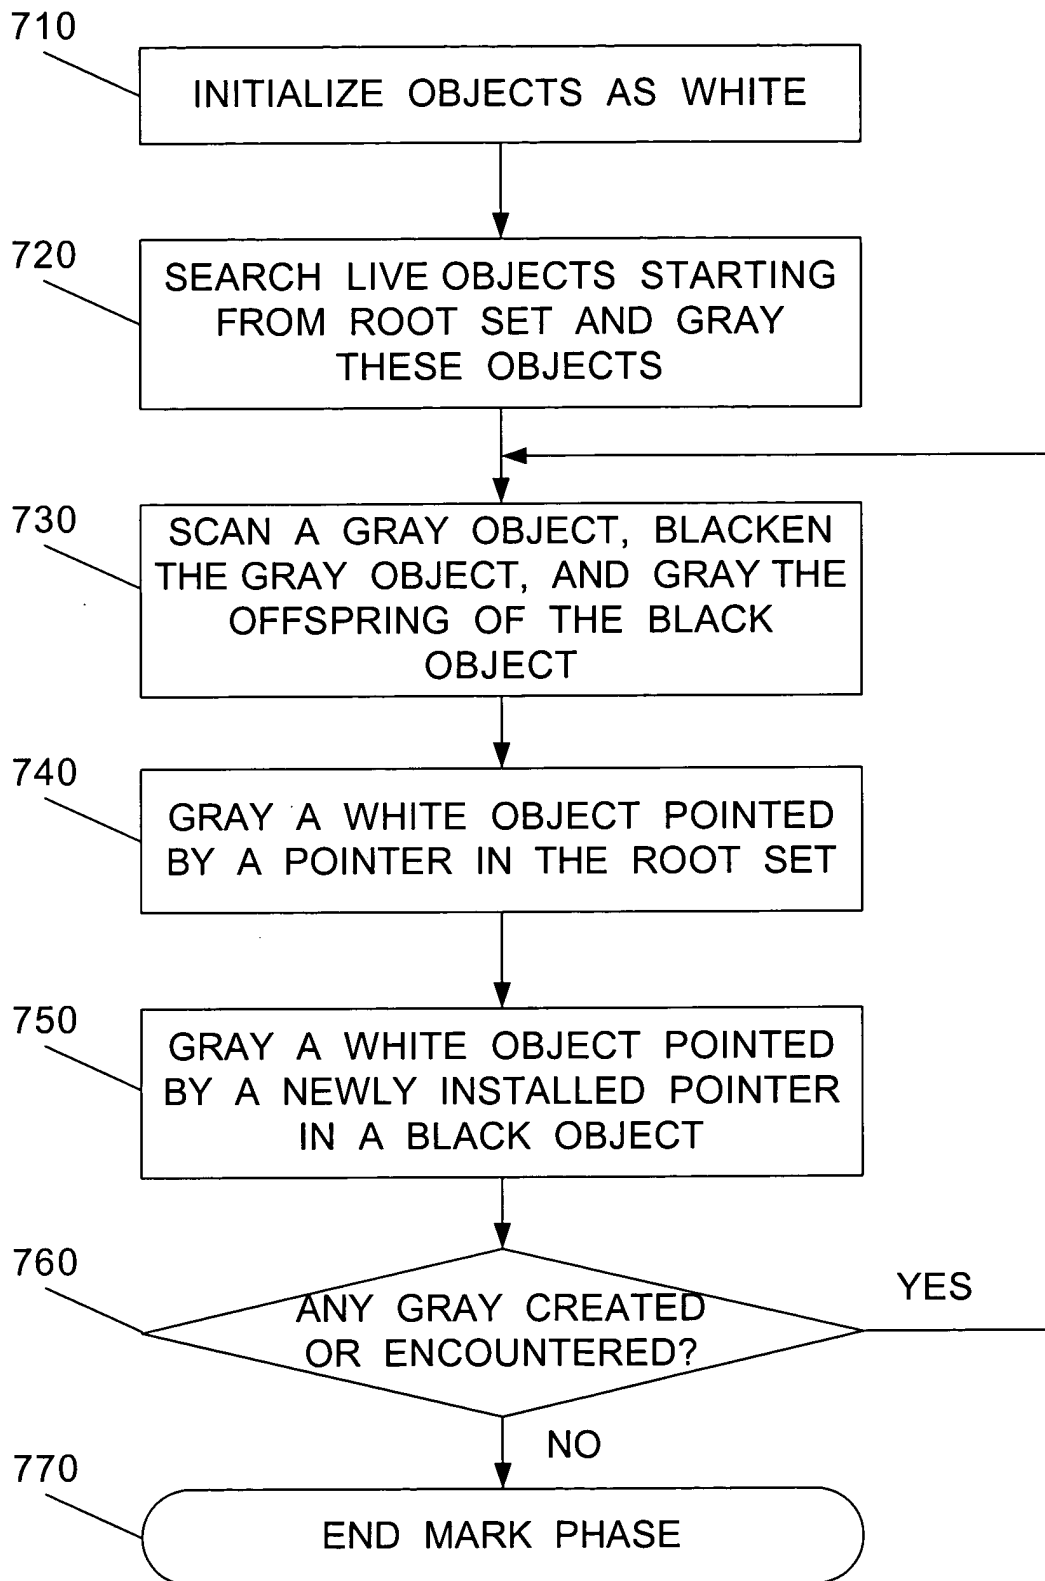 710
INITIALIZE OBJECTS AS WHITE
720
SEARCH LIVE OBJECTS STARTING
FROM ROOT SET AND GRAY
THESE OBJECTS
730
SCAN A GRAY OBJECT, BLACKEN
THE GRAY OBJECT, AND GRAY THE
OFFSPRING OF THE BLACK
OBJECT
740
GRAY A WHITE OBJECT POINTED
BY A POINTER IN THE ROOT SET
750
GRAY A WHITE OBJECT POINTED
BY A NEWLY INSTALLED POINTER
IN A BLACK OBJECT
760
ANY GRAY CREATED
OR ENCOUNTERED?
YES
NO
770
END MARK PHASE